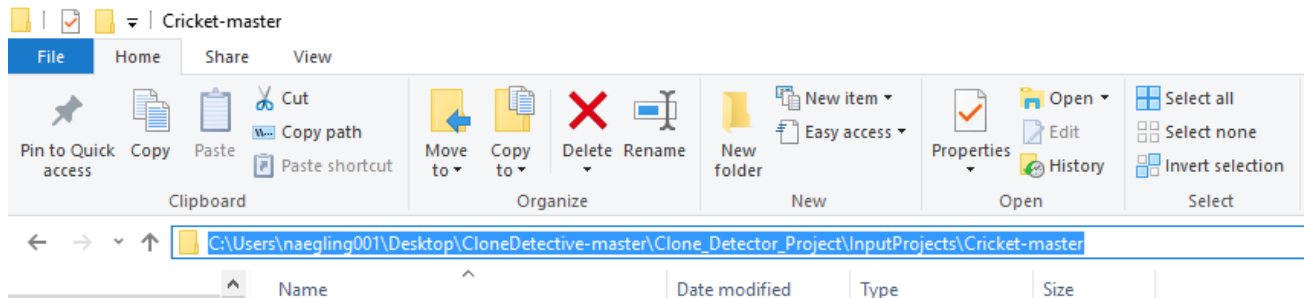 Cricket-master
File Home Share View
Pin to Quick access
Copy
Paste
Cut
Copy path
Paste shortcut
Clipboard
Move to
Copy to
Delete
Rename
Organize
New folder
New item
Easy access
New
Properties
Open
Edit
History
Open
Select all
Select none
Invert selection
Select
C:\Users\naegling001\Desktop\CloneDetective-master\Clone_Detector_Project\InputProjects\Cricket-master
Name Date modified Type Size